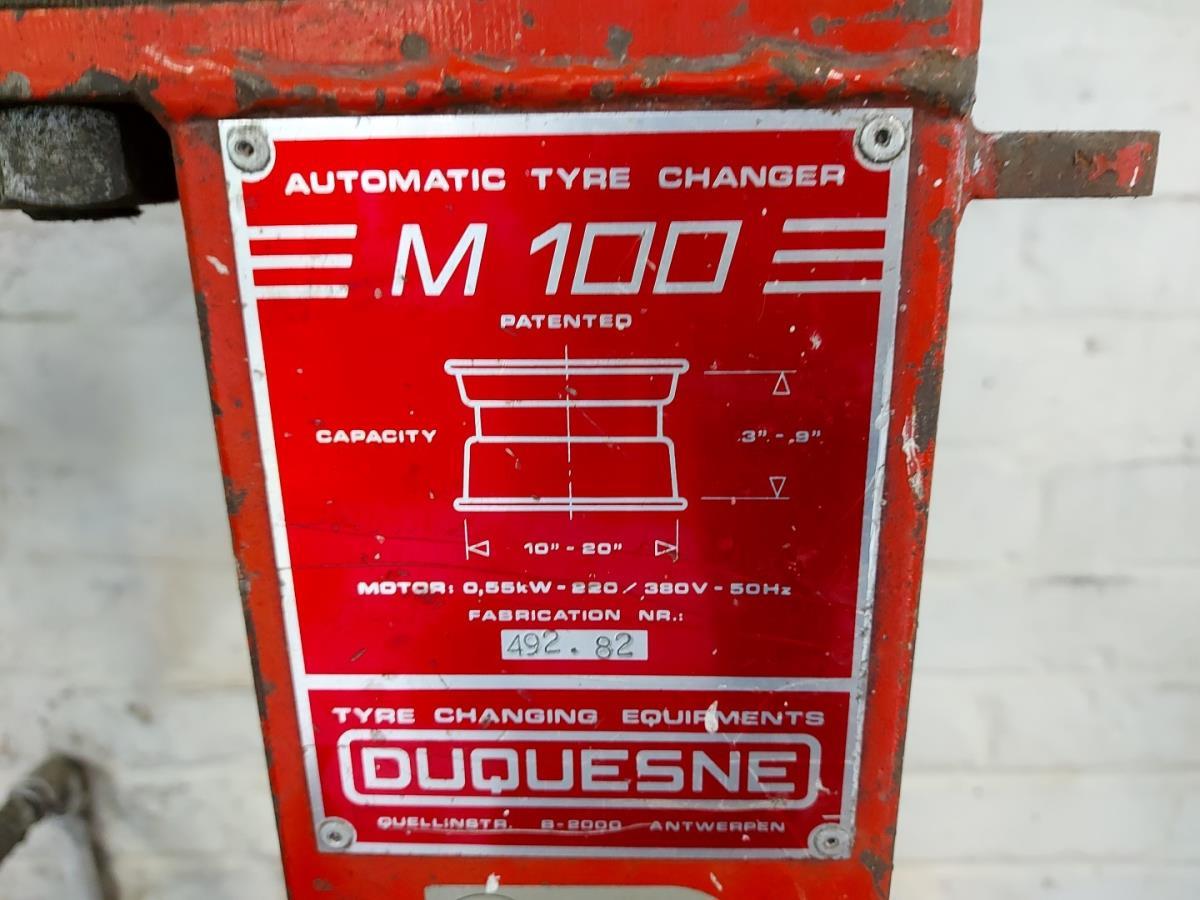 AUTOMATIC TYRE CHANGER
M 100
PATENTED
CAPACITY
3" - 9"
10" - 20"
MOTOR: 0,55kW - 220 / 380V - 50Hz
FABRICATION NR.:
492.82
TYRE CHANGING EQUIPMENTS
DUQUESNE
QUELLINSTR. B-2000 ANTWERPEN